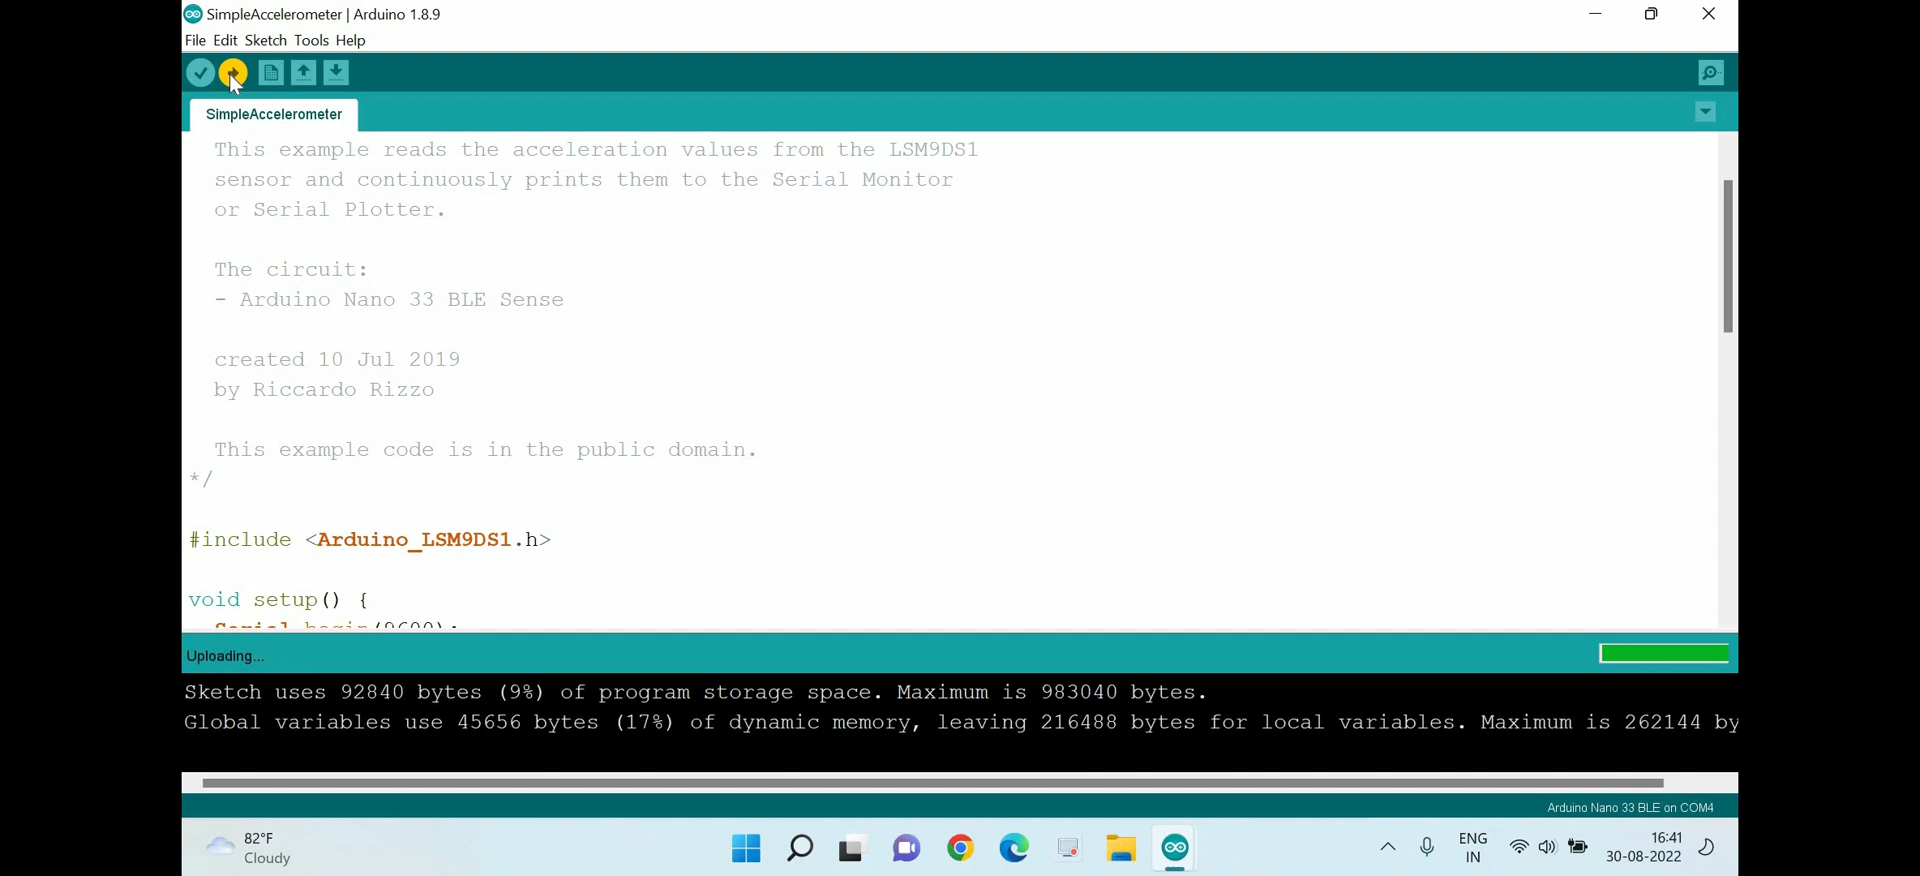 SimpleAccelerometer | Arduino 1.8.9
File Edit Sketch Tools Help
SimpleAccelerometer
This example reads the acceleration values from the LSM9DS1
sensor and continuously prints them to the Serial Monitor
or Serial Plotter.
The circuit:
- Arduino Nano 33 BLE Sense
created 10 Jul 2019
by Riccardo Rizzo
This example code is in the public domain.
*/
#include <Arduino_LSM9DS1.h>
void setup() {
Serial.begin(9600);
Uploading...
Sketch uses 92840 bytes (9%) of program storage space. Maximum is 983040 bytes.
Global variables use 45656 bytes (17%) of dynamic memory, leaving 216488 bytes for local variables. Maximum is 262144 by
Arduino Nano 33 BLE on COM4
82°F
Cloudy
ENG
IN
16:41
30-08-2022